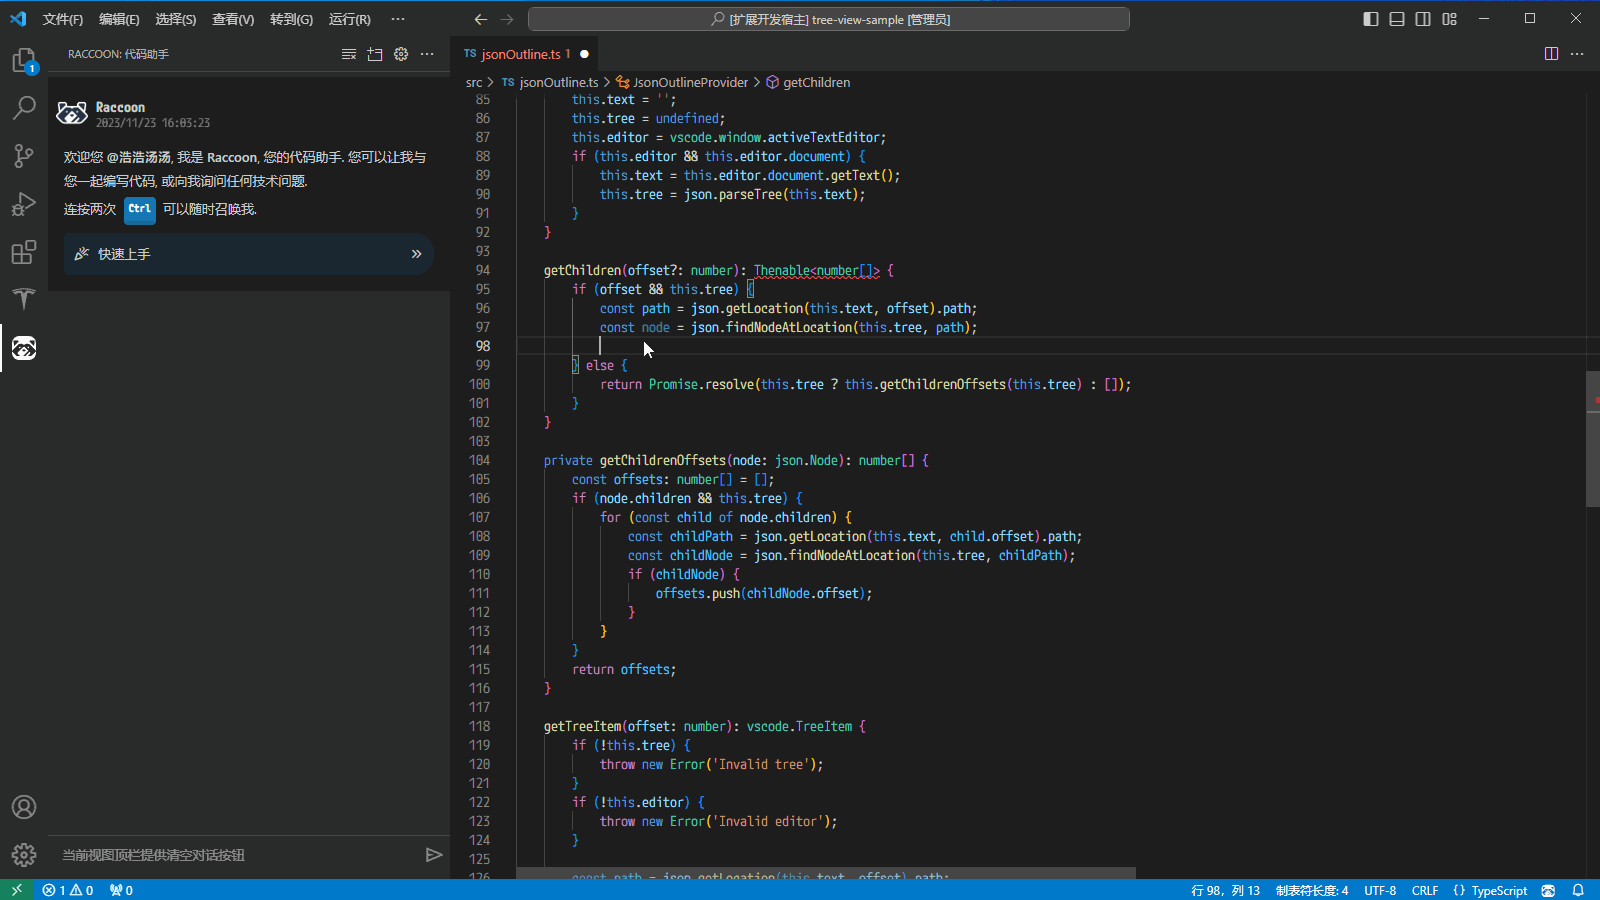 文件(F) 编辑(E) 选择(S) 查看(V) 转到(G) 运行(R) ··· [扩展开发宿主] tree-view-sample [管理员]
RACCOON: 代码助手
TS jsonOutline.ts 1
src > TS jsonOutline.ts > JsonOutlineProvider > getChildren
1
Raccoon
2023/11/23 16:03:23
欢迎您 @浩浩汤汤, 我是 Raccoon, 您的代码助手. 您可以让我与
您一起编写代码, 或向我询问任何技术问题.
连按两次 Ctrl 可以随时召唤我.
快速上手 »
当前视图顶栏提供清空对话按钮
85 this.text = '';
86 this.tree = undefined;
87 this.editor = vscode.window.activeTextEditor;
88 if (this.editor && this.editor.document) {
89 this.text = this.editor.document.getText();
90 this.tree = json.parseTree(this.text);
91 }
92 }
93
94 getChildren(offset?: number): Thenable<number[]> {
95 if (offset && this.tree) {
96 const path = json.getLocation(this.text, offset).path;
97 const node = json.findNodeAtLocation(this.tree, path);
98
99 } else {
100 return Promise.resolve(this.tree ? this.getChildrenOffsets(this.tree) : []);
101 }
102 }
103
104 private getChildrenOffsets(node: json.Node): number[] {
105 const offsets: number[] = [];
106 if (node.children && this.tree) {
107 for (const child of node.children) {
108 const childPath = json.getLocation(this.text, child.offset).path;
109 const childNode = json.findNodeAtLocation(this.tree, childPath);
110 if (childNode) {
111 offsets.push(childNode.offset);
112 }
113 }
114 }
115 return offsets;
116 }
117
118 getTreeItem(offset: number): vscode.TreeItem {
119 if (!this.tree) {
120 throw new Error('Invalid tree');
121 }
122 if (!this.editor) {
123 throw new Error('Invalid editor');
124 }
125
126 const path = json.getLocation(this.text, offset).path;
1 0 0 行 98，列 13 制表符长度: 4 UTF-8 CRLF {} TypeScript